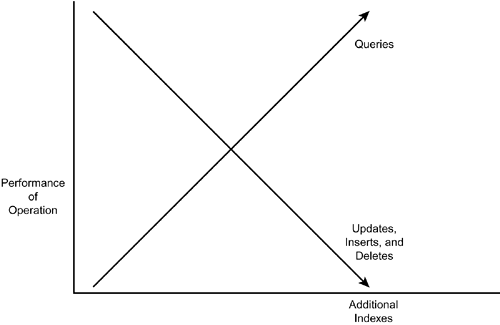 Queries
Performance
of
Operation
Updates,
Inserts, and
Deletes
Additional
Indexes